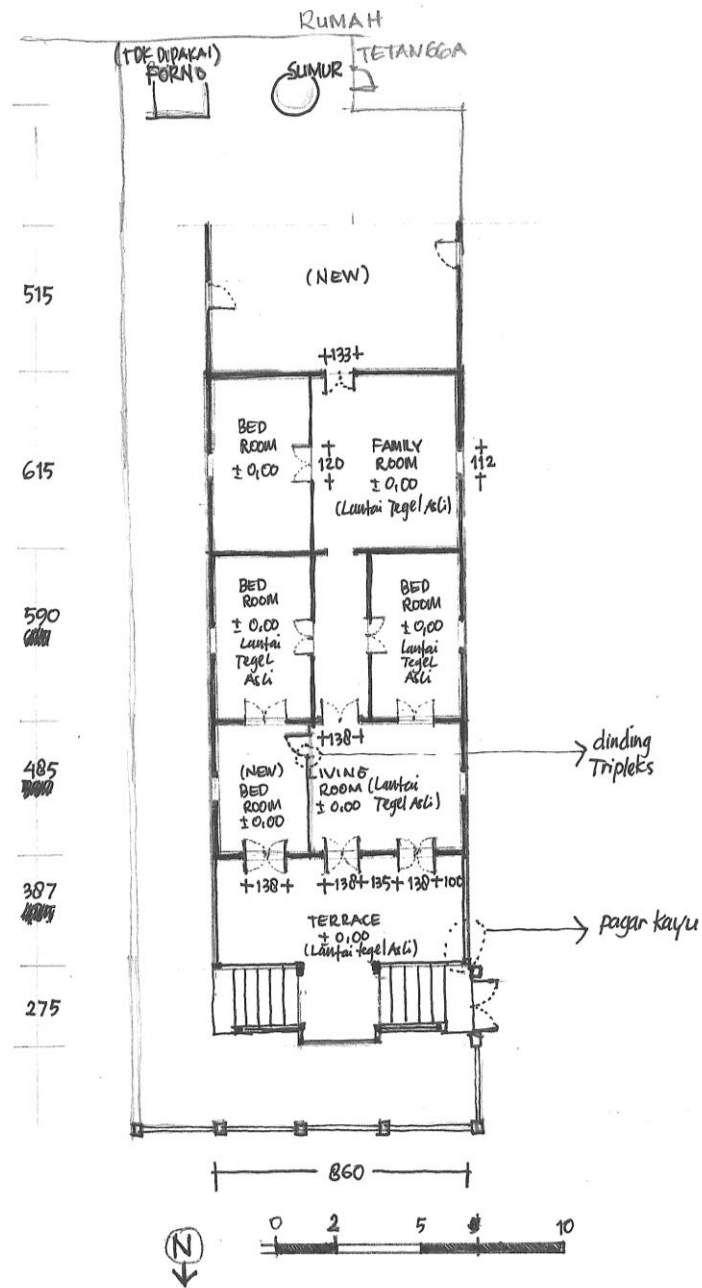 RUMAH
TETANGGA
(TDK DIPAKAI)
FORNO
SUMUR
515
(NEW)
+133+
615
BED
ROOM
± 0,00
+
120
+
FAMILY
ROOM
± 0,00
(Lantai Tegel Asli)
+
112
+
590
BED
ROOM
± 0,00
Lantai
Tegel
Asli
BED
ROOM
± 0,00
Lantai
Tegel
Asli
+138+
485
(NEW)
BED
ROOM
± 0,00
LIVING
ROOM (Lantai
± 0,00 Tegel Asli)
dinding
Tripleks
387
+138+
+138+135+138+100
TERRACE
± 0,00
(Lantai tegel Asli)
pagar kayu
275
860
N
0 2 5 10